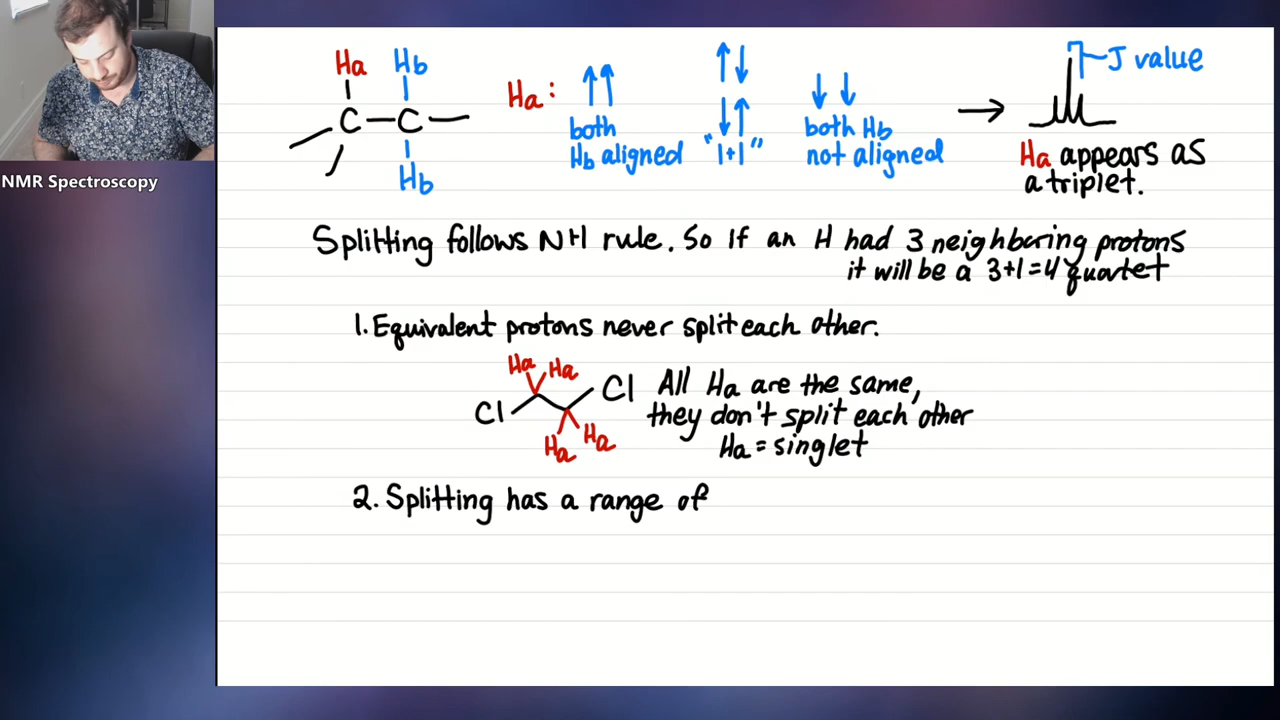 Ha Hb
C - C
Hb
Ha:
both
Hb aligned
"1+1"
both Hb
not aligned
J value
Ha appears as
a triplet.
NMR Spectroscopy
Splitting follows N+1 rule. So if an H had 3 neighboring protons
it will be a 3+1=4 quartet
1. Equivalent protons never split each other.
Ha Ha
Cl Cl
Ha Ha
All Ha are the same,
they don't split each other
Ha = singlet
2. Splitting has a range of